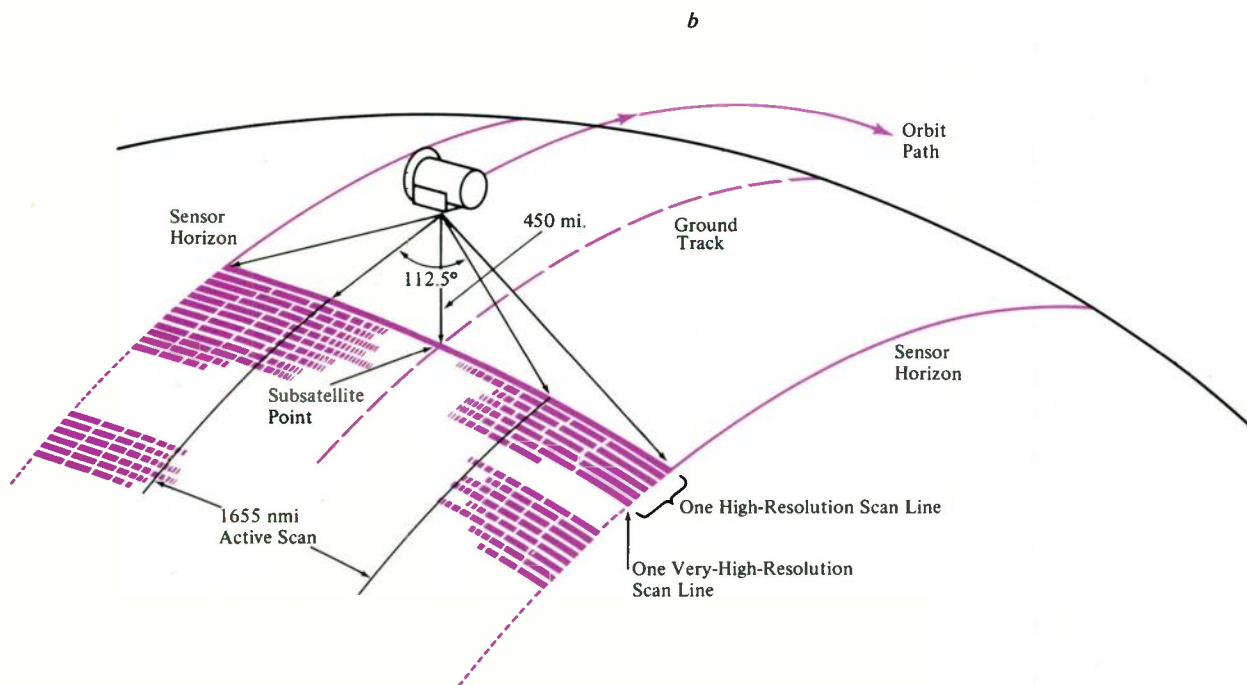 b
Orbit
Path
Sensor
Horizon
450 mi.
Ground
Track
112.5°
Sensor
Horizon
Subsatellite
Point
One High-Resolution Scan Line
1655 nmi
Active Scan
One Very-High-Resolution
Scan Line